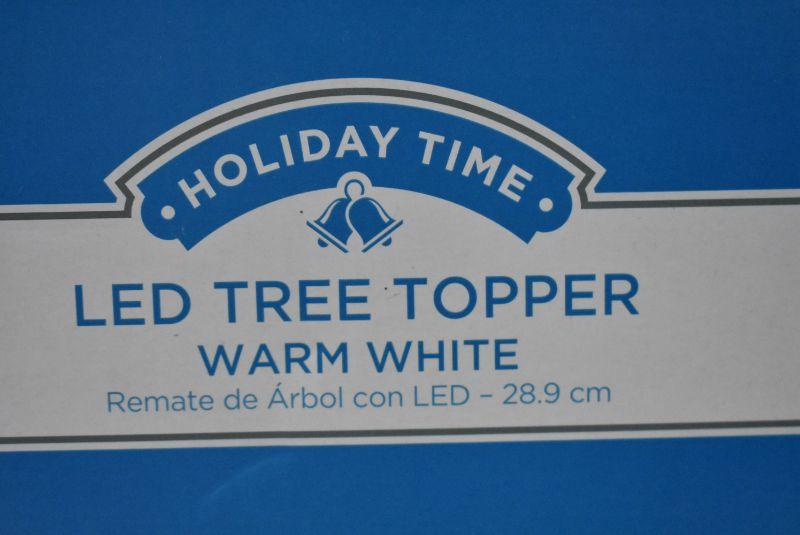 HOLIDAY TIME
LED TREE TOPPER
WARM WHITE
Remate de Árbol con LED – 28.9 cm